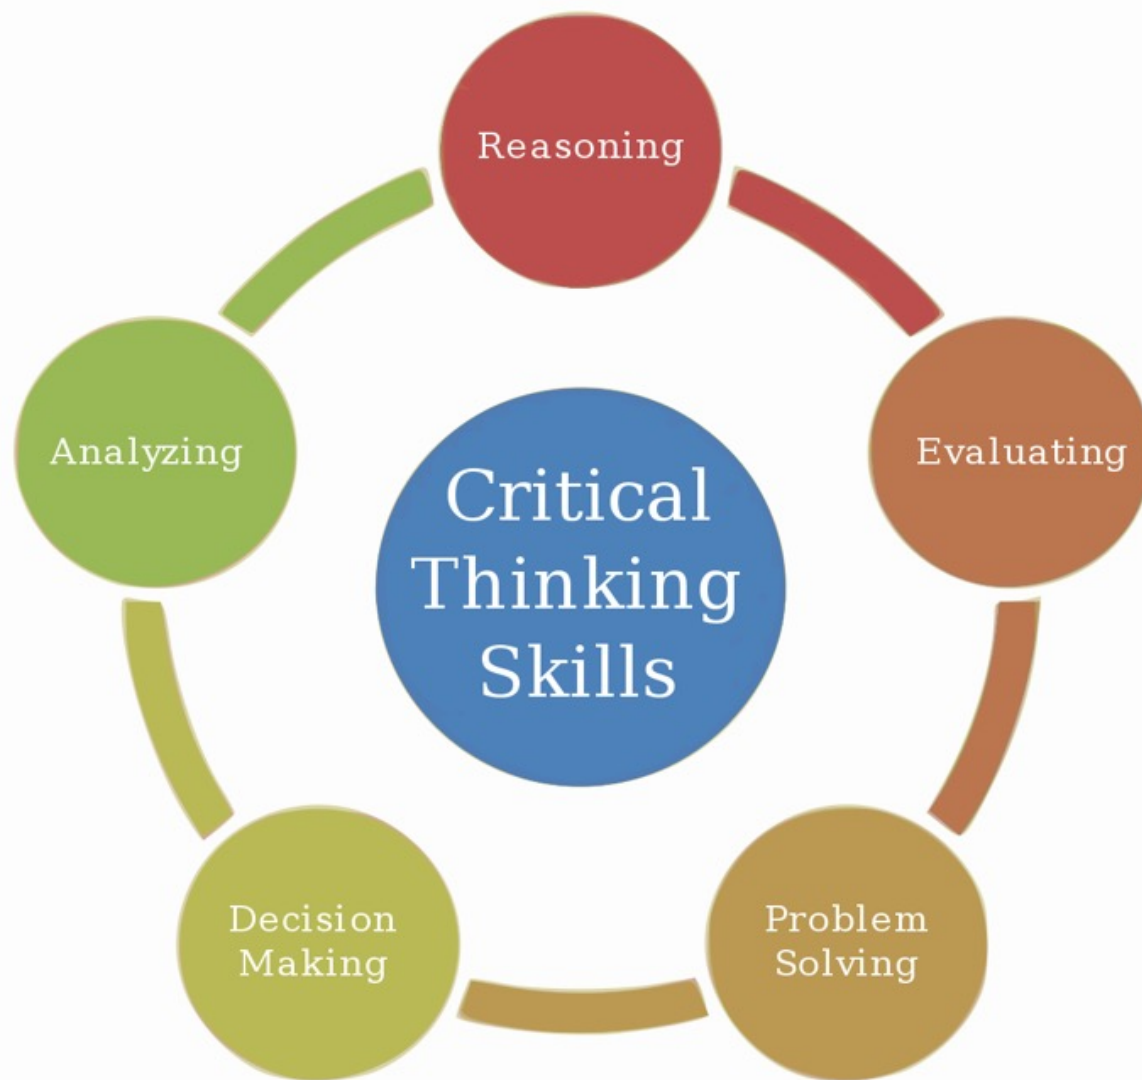 Reasoning
Evaluating
Problem
Solving
Decision
Making
Analyzing
Critical
Thinking
Skills